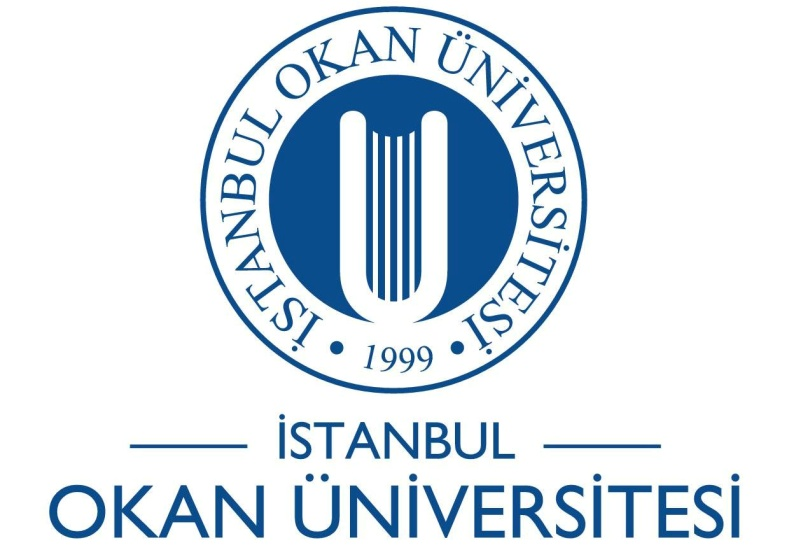 İSTANBUL OKAN ÜNİVERSİTESİ
• 1999 •
İSTANBUL
OKAN ÜNİVERSİTESİ